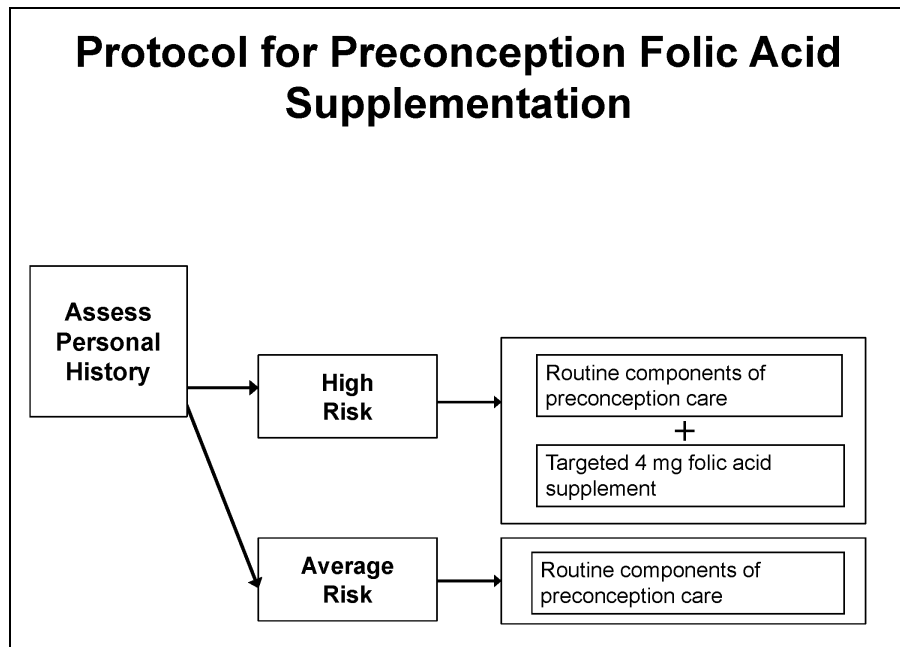 Protocol for Preconception Folic Acid
Supplementation
Assess
Personal
History
High
Risk
Routine components of
preconception care
+
Targeted 4 mg folic acid
supplement
Average
Risk
Routine components of
preconception care